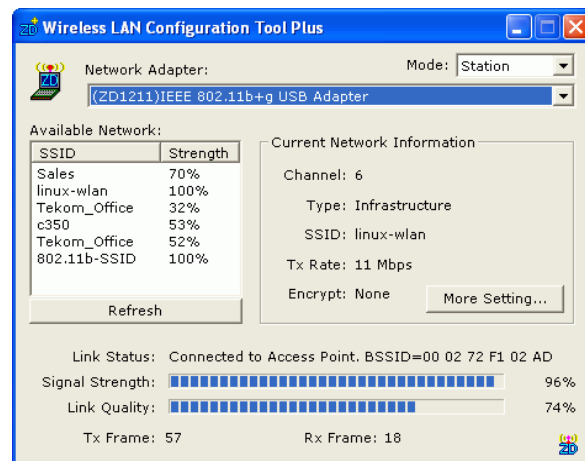 Wireless LAN Configuration Tool Plus
Mode: Station
Network Adapter:
(ZD1211)IEEE 802.11b+g USB Adapter
Available Network:
SSID Strength
Sales 70%
linux-wlan 100%
Tekom_Office 32%
c350 53%
Tekom_Office 52%
802.11b-SSID 100%
Refresh
Current Network Information
Channel: 6
Type: Infrastructure
SSID: linux-wlan
Tx Rate: 11 Mbps
Encrypt: None
More Setting...
Link Status: Connected to Access Point. BSSID=00 02 72 F1 02 AD
Signal Strength: 96%
Link Quality: 74%
Tx Frame: 57 Rx Frame: 18
ZD